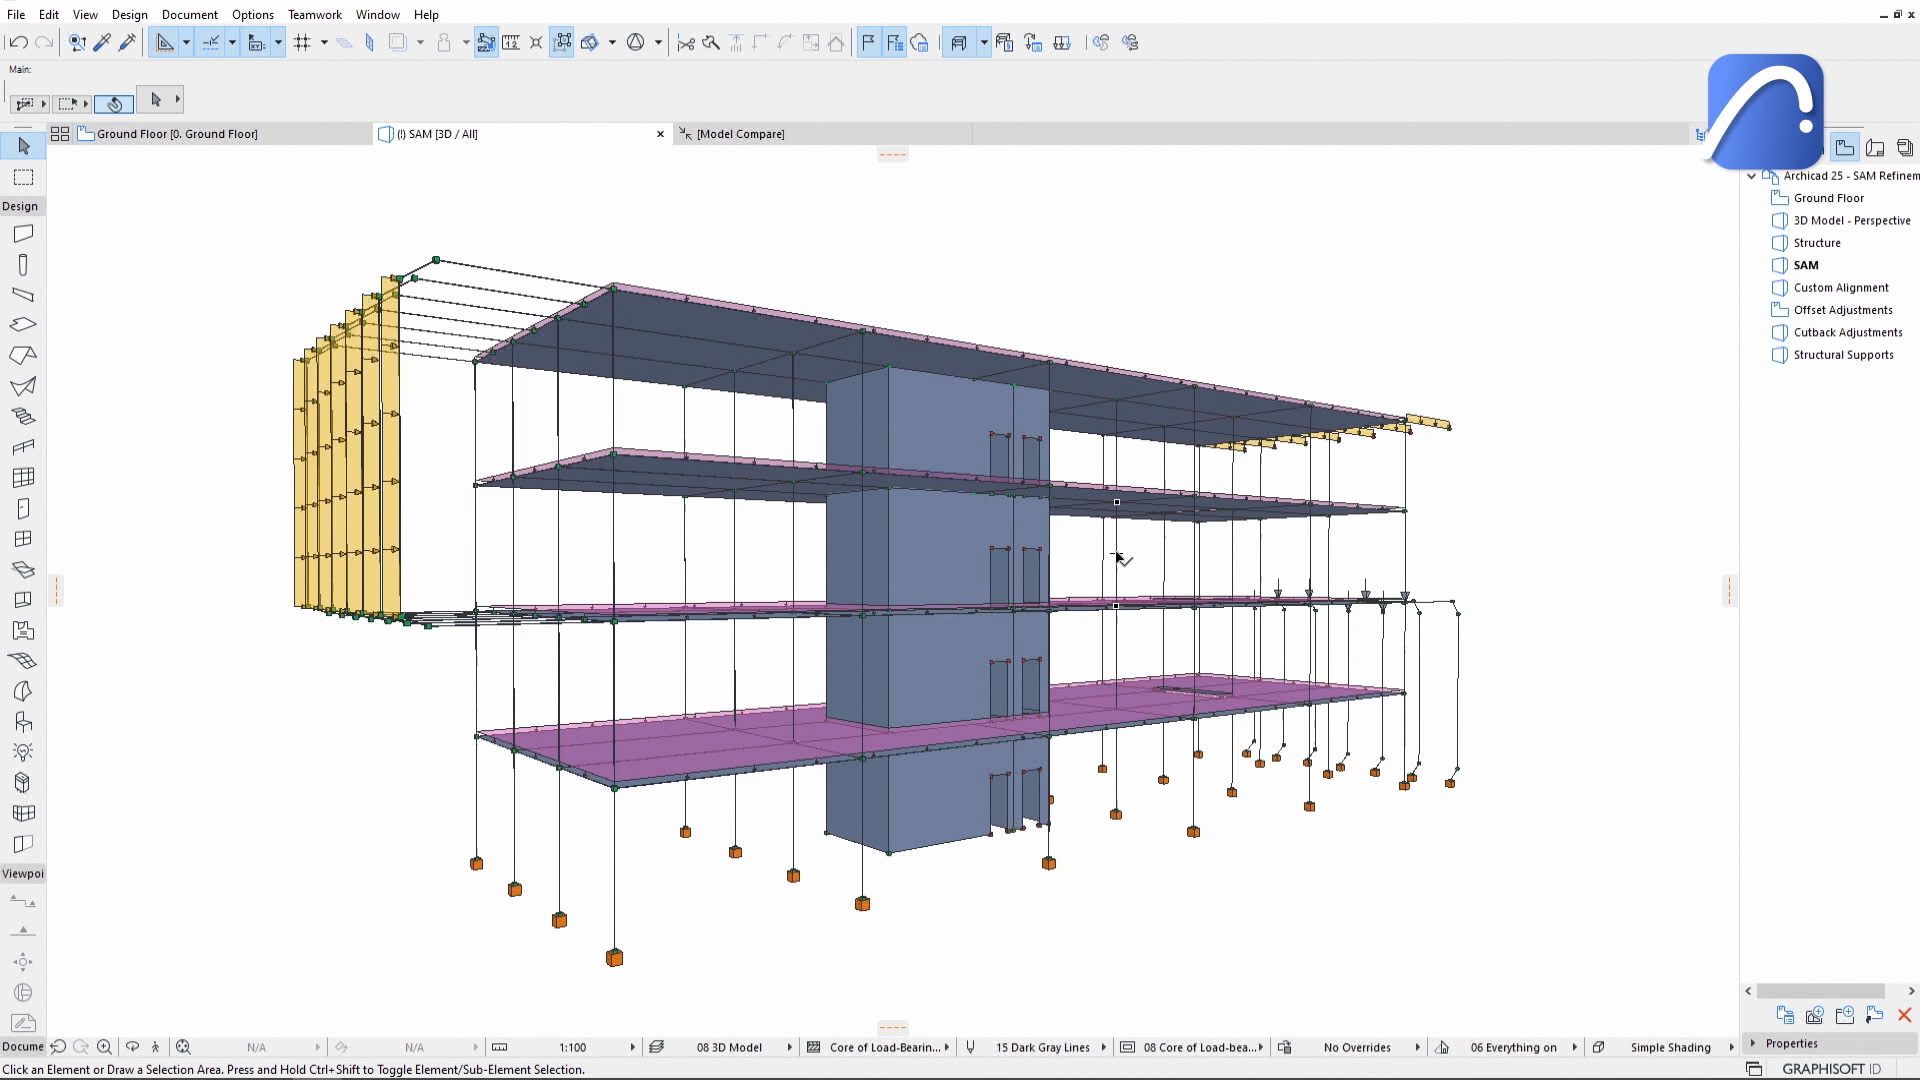 File Edit View Design Document Options Teamwork Window Help
Main:
Ground Floor [0. Ground Floor]
(!) SAM [3D / All]
[Model Compare]
Design
Viewpoi
Docume
Archicad 25 - SAM Refinem
Ground Floor
3D Model - Perspective
Structure
SAM
Custom Alignment
Offset Adjustments
Cutback Adjustments
Structural Supports
Properties
N/A N/A 1:100 08 3D Model Core of Load-Bearin... 15 Dark Gray Lines 08 Core of Load-bea... No Overrides 06 Everything on Simple Shading
Click an Element or Draw a Selection Area. Press and Hold Ctrl+Shift to Toggle Element/Sub-Element Selection.
GRAPHISOFT ID